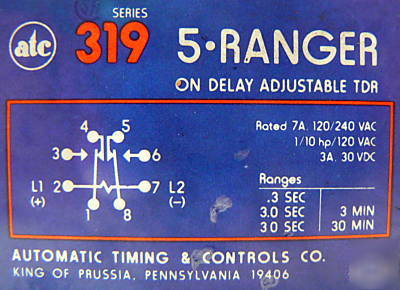 atc
SERIES
319
5·RANGER
ON DELAY ADJUSTABLE TDR
4 5
3 6
L1 2 7 L2
(+) (−)
1 8
Rated 7A. 120/240 VAC
1/10 hp/120 VAC
3A. 30 VDC
Ranges
.3 SEC
3.0 SEC 3 MIN
30 SEC 30 MIN
AUTOMATIC TIMING & CONTROLS CO.
KING OF PRUSSIA, PENNSYLVANIA 19406